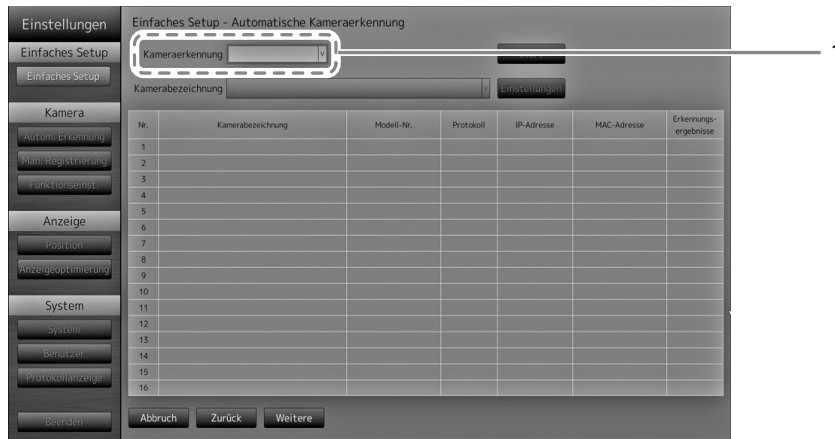 Einstellungen
Einfaches Setup
Einfaches Setup
Kamera
Autom. Erkennung
Man. Registrierung
Funktionseinst.
Anzeige
Position
Anzeigeoptimierung
System
System
Benutzer
Protokollanzeige
Beenden
Einfaches Setup - Automatische Kameraerkennung
Kameraerkennung
Kamerabezeichnung
Einstellungen
Nr. Kamerabezeichnung Modell-Nr. Protokoll IP-Adresse MAC-Adresse Erkennungs-
ergebnisse
1
2
3
4
5
6
7
8
9
10
11
12
13
14
15
16
Abbruch Zurück Weitere